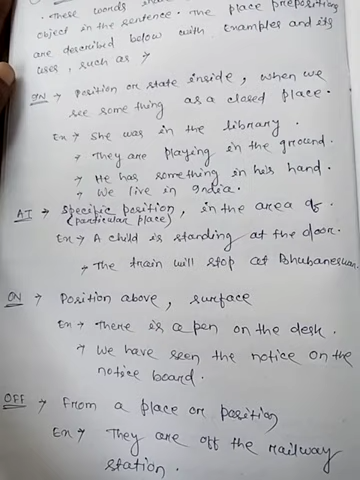 . These words
object in the sentence. The place prepositions
are described below with examples and its
uses, such as →
IN → Position or state inside, when we
see something as a closed place.
Ex → She was in the library.
→ They are playing in the ground.
→ He has something in his hand.
→ We live in India.
AT → Specific position, in the area of.
(particular place)
Ex → A child is standing at the door.
→ The train will stop at Bhubaneswar.
ON → Position above, surface
Ex → There is a pen on the desk.
→ We have seen the notice on the
notice board.
OFF → From a place or position
Ex → They are off the railway
station.